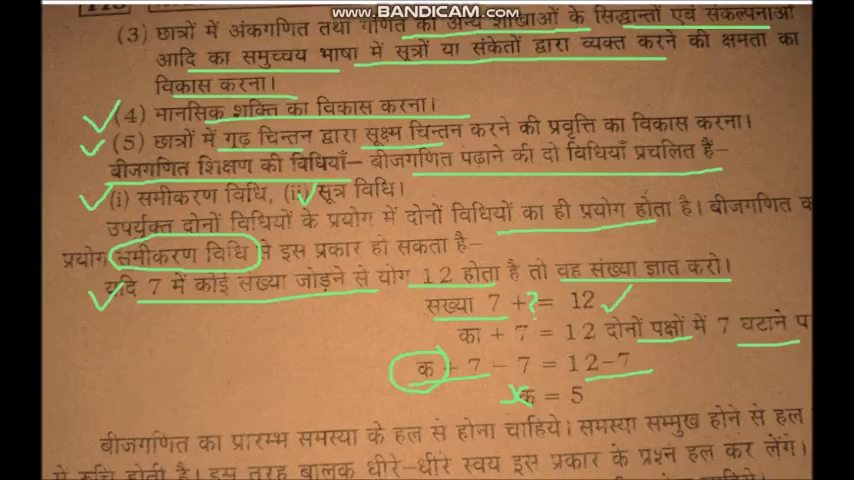 www.BANDICAM.COM
(3) छात्रों में अंकगणित तथा गणित की अन्य शाखाओं के सिद्धान्तों एवं संकल्पनाओं
आदि का समुच्चय भाषा में सूत्रों या संकेतों द्वारा व्यक्त करने की क्षमता का
विकास करना।
(4) मानसिक शक्ति का विकास करना।
(5) छात्रों में गूढ़ चिन्तन द्वारा सूक्ष्म चिन्तन करने की प्रवृत्ति का विकास करना।
बीजगणित शिक्षण की विधियाँ– बीजगणित पढ़ाने की दो विधियाँ प्रचलित हैं–
(i) समीकरण विधि, (ii) सूत्र विधि।
उपर्युक्त दोनों विधियों के प्रयोग में दोनों विधियों का ही प्रयोग होता है। बीजगणित
प्रयोग समीकरण विधि से इस प्रकार हो सकता है–
यदि 7 में कोई संख्या जोड़ने से योग 12 होता है तो वह संख्या ज्ञात करो।
संख्या 7 +? = 12
का + 7 = 12 दोनों पक्षों में 7 घटाने
क + 7 – 7 = 12–7
क = 5
बीजगणित का प्रारम्भ समस्या के हल से होना चाहिये। समस्या सम्मुख होने से हल
में रुचि होती है। इस तरह बालक धीरे-धीरे स्वयं इस प्रकार के प्रश्न हल कर लेंगे।